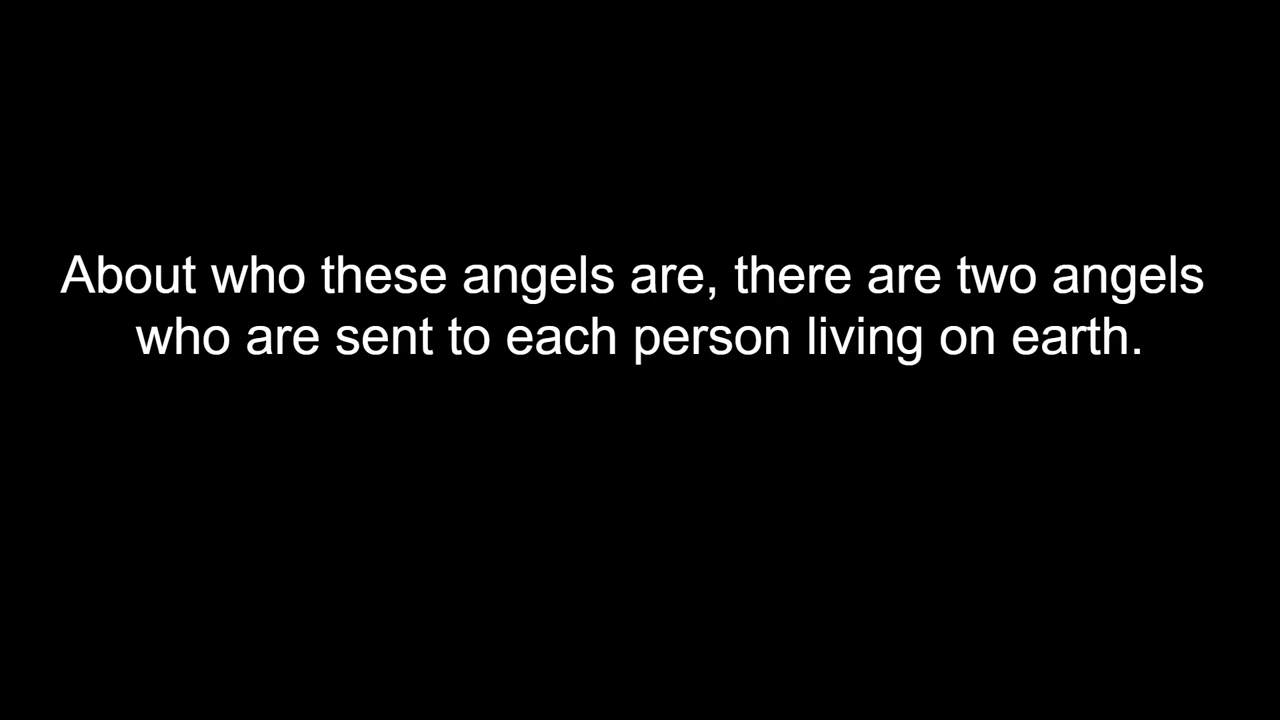 About who these angels are, there are two angels
who are sent to each person living on earth.